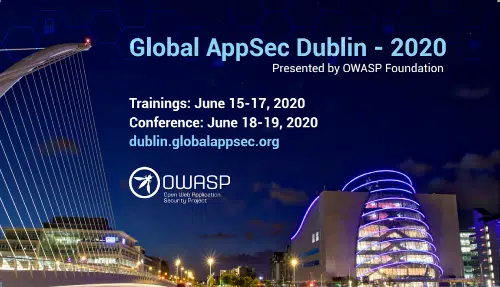 Global AppSec Dublin - 2020
Presented by OWASP Foundation
Trainings: June 15-17, 2020
Conference: June 18-19, 2020
dublin.globalappsec.org
OWASP
Open Web Application
Security Project